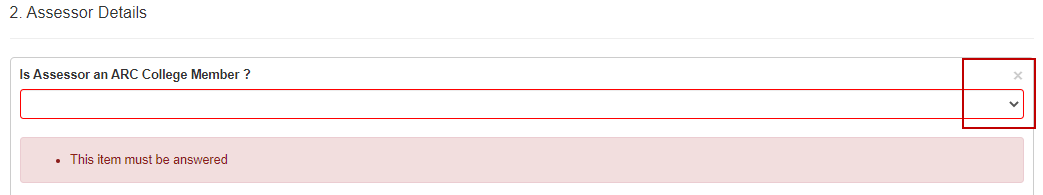 2. Assessor Details
Is Assessor an ARC College Member ?
This item must be answered